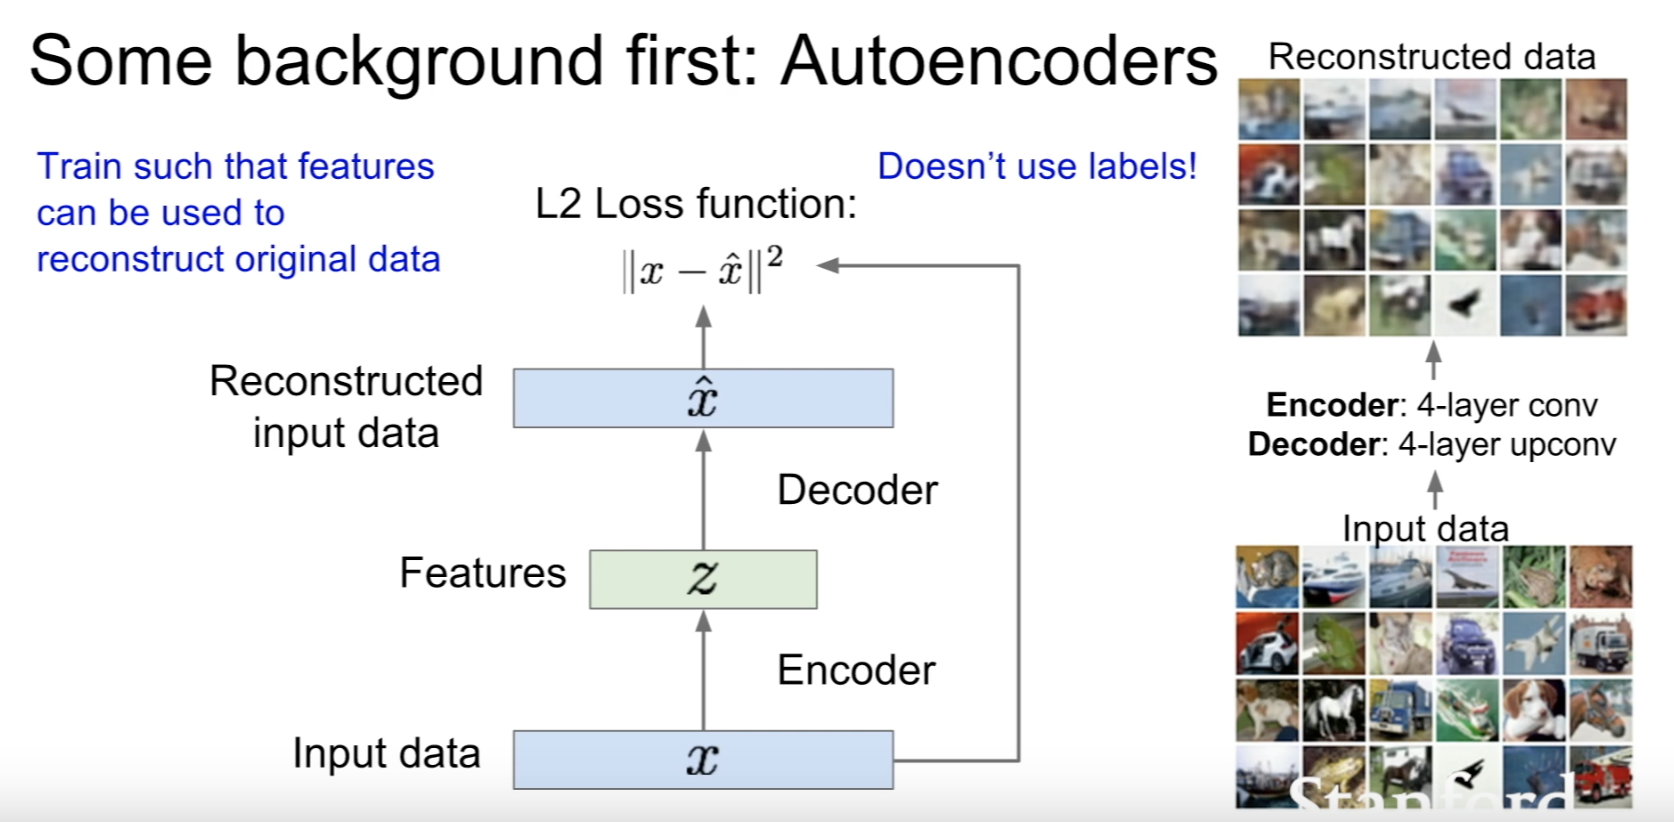 Some background first: Autoencoders
Train such that features
can be used to
reconstruct original data
L2 Loss function:
Doesn't use labels!
‖x − x̂‖²
Reconstructed
input data
x̂
Decoder
Features
z
Encoder
Input data
x
Reconstructed data
Encoder: 4-layer conv
Decoder: 4-layer upconv
Input data
Stanford